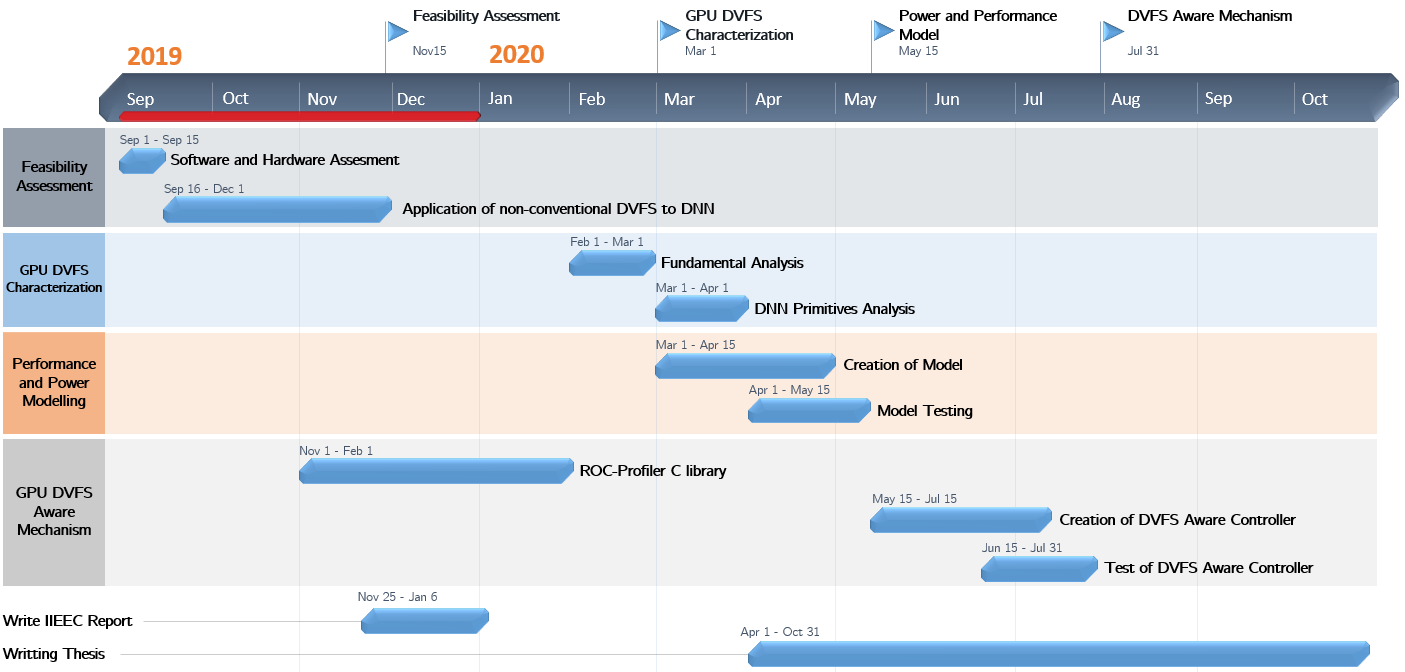 Feasibility Assessment
Nov15
GPU DVFS
Characterization
Mar 1
Power and Performance
Model
May 15
DVFS Aware Mechanism
Jul 31
2019
2020
Sep
Oct
Nov
Dec
Jan
Feb
Mar
Apr
May
Jun
Jul
Aug
Sep
Oct
Feasibility
Assessment
Sep 1 - Sep 15
Software and Hardware Assesment
Sep 16 - Dec 1
Application of non-conventional DVFS to DNN
GPU DVFS
Characterization
Feb 1 - Mar 1
Fundamental Analysis
Mar 1 - Apr 1
DNN Primitives Analysis
Performance
and Power
Modelling
Mar 1 - Apr 15
Creation of Model
Apr 1 - May 15
Model Testing
GPU DVFS
Aware
Mechanism
Nov 1 - Feb 1
ROC-Profiler C library
May 15 - Jul 15
Creation of DVFS Aware Controller
Jun 15 - Jul 31
Test of DVFS Aware Controller
Nov 25 - Jan 6
Write IIEEC Report
Apr 1 - Oct 31
Writting Thesis